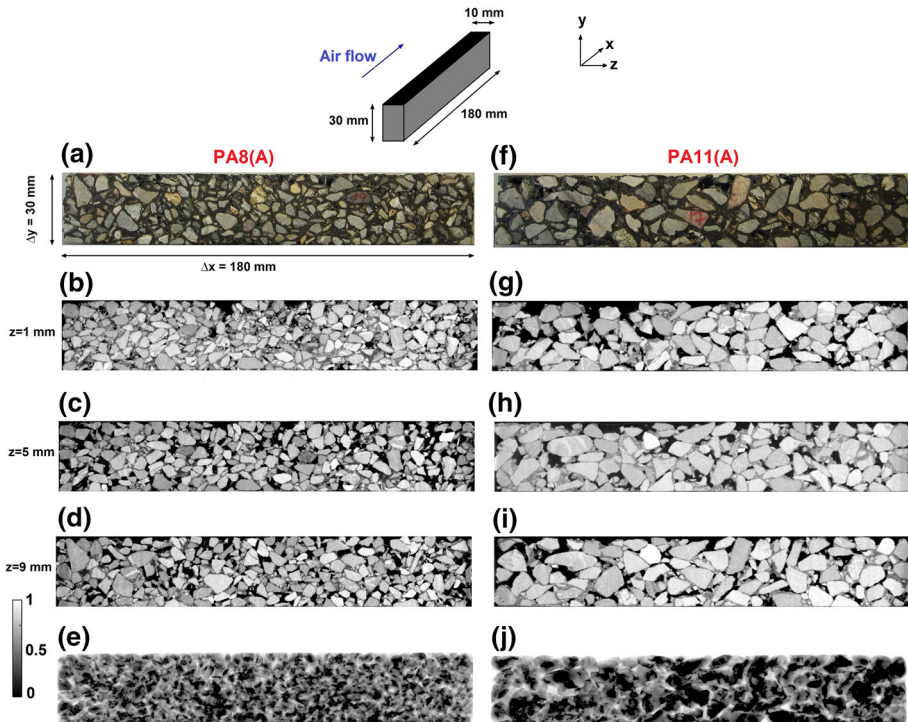 10 mm
Air flow
30 mm
180 mm
y
x
z
(a)
PA8(A)
Δy = 30 mm
Δx = 180 mm
(b)
z=1 mm
(c)
z=5 mm
(d)
z=9 mm
(e)
1
0.5
0
(f)
PA11(A)
(g)
(h)
(i)
(j)